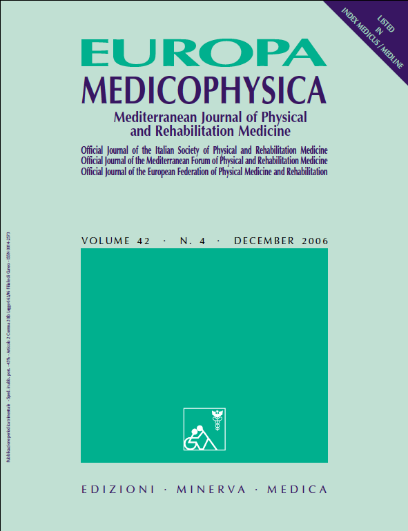 LISTED
IN
INDEX MEDICUS / MEDLINE
EUROPA
MEDICOPHYSICA
Mediterranean Journal of Physical
and Rehabilitation Medicine
Official Journal of the Italian Society of Physical and Rehabilitation Medicine
Official Journal of the Mediterranean Forum of Physical and Rehabilitation Medicine
Official Journal of the European Federation of Physical Medicine and Rehabilitation
VOLUME 42 · N. 4 · DECEMBER 2006
EDIZIONI · MINERVA · MEDICA